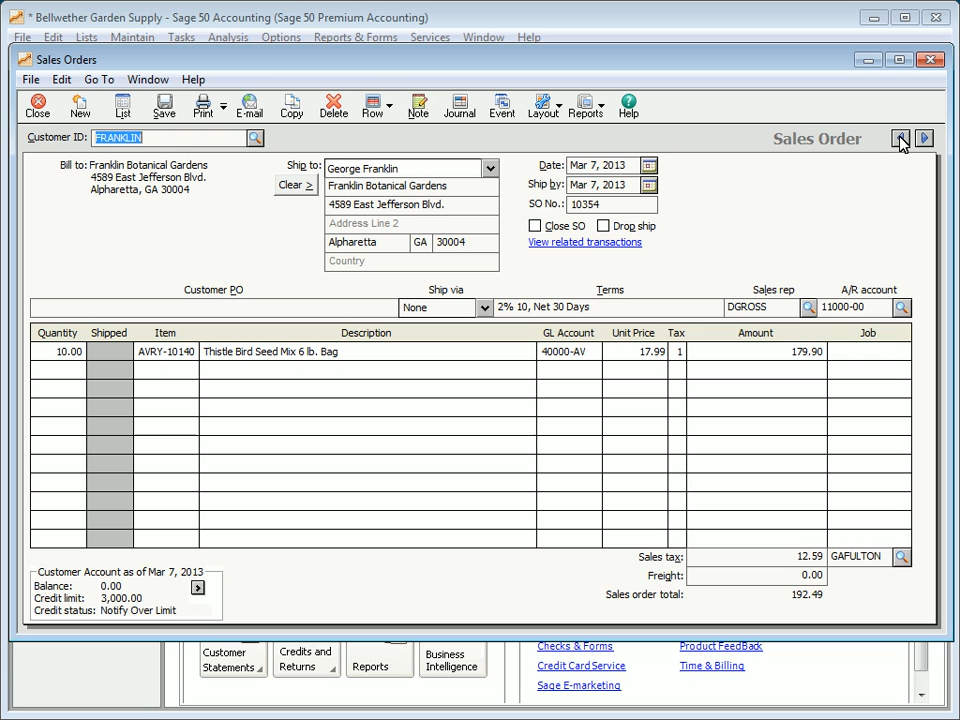 * Bellwether Garden Supply - Sage 50 Accounting (Sage 50 Premium Accounting)
File Edit Lists Maintain Tasks Analysis Options Reports & Forms Services Window Help
Sales Orders
File Edit Go To Window Help
Close New List Save Print E-mail Copy Delete Row Note Journal Event Layout Reports Help
Customer ID: FRANKLIN
Sales Order
Bill to: Franklin Botanical Gardens
4589 East Jefferson Blvd.
Alpharetta, GA 30004
Ship to: George Franklin
Clear >
Franklin Botanical Gardens
4589 East Jefferson Blvd.
Address Line 2
Alpharetta GA 30004
Country
Date: Mar 7, 2013
Ship by: Mar 7, 2013
SO No.: 10354
Close SO Drop ship
View related transactions
Customer PO Ship via Terms Sales rep A/R account
None 2% 10, Net 30 Days DGROSS 11000-00
Quantity Shipped Item Description GL Account Unit Price Tax Amount Job
10.00 AVRY-10140 Thistle Bird Seed Mix 6 lb. Bag 40000-AV 17.99 1 179.90
Sales tax: 12.59 GAFULTON
Freight: 0.00
Sales order total: 192.49
Customer Account as of Mar 7, 2013
Balance: 0.00
Credit limit: 3,000.00
Credit status: Notify Over Limit
Customer Statements
Credits and Returns
Reports
Business Intelligence
Checks & Forms Product FeedBack
Credit Card Service Time & Billing
Sage E-marketing